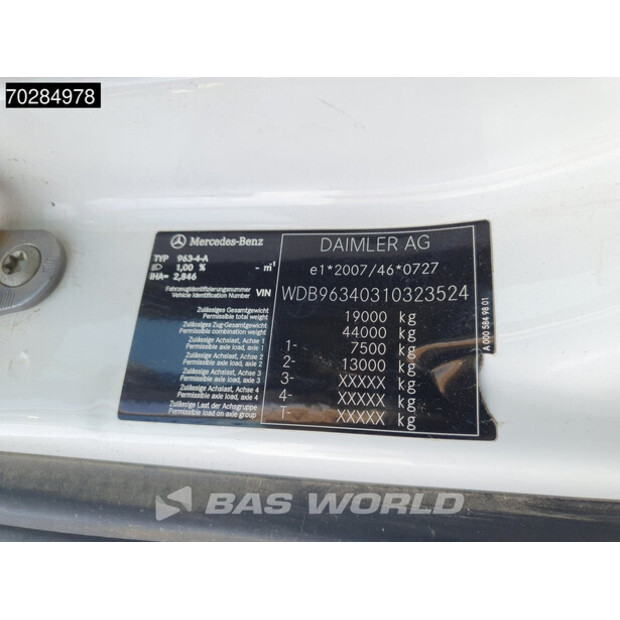 70284978
Mercedes-Benz
DAIMLER AG
TYP 963-4-A
1,00 % - m⁻¹
IHA= 2,846
e1*2007/46*0727
Fahrzeugidentifizierungsnummer
Vehicle Identification Number VIN
WDB96340310323524
Zulässiges Gesamtgewicht
Permissible total weight
19000 kg
Zulässiges Zug-Gesamtgewicht
Permissible combination weight
44000 kg
Zulässige Achslast, Achse 1
Permissible axle load, axle 1
1- 7500 kg
Zulässige Achslast, Achse 2
Permissible axle load, axle 2
2- 13000 kg
Zulässige Achslast, Achse 3
Permissible axle load, axle 3
3- XXXXX kg
Zulässige Achslast, Achse 4
Permissible axle load, axle 4
4- XXXXX kg
Zulässige Last der Achsgruppe
Permissible load on axle group
T- XXXXX kg
A 000 584 98 01
BAS WORLD